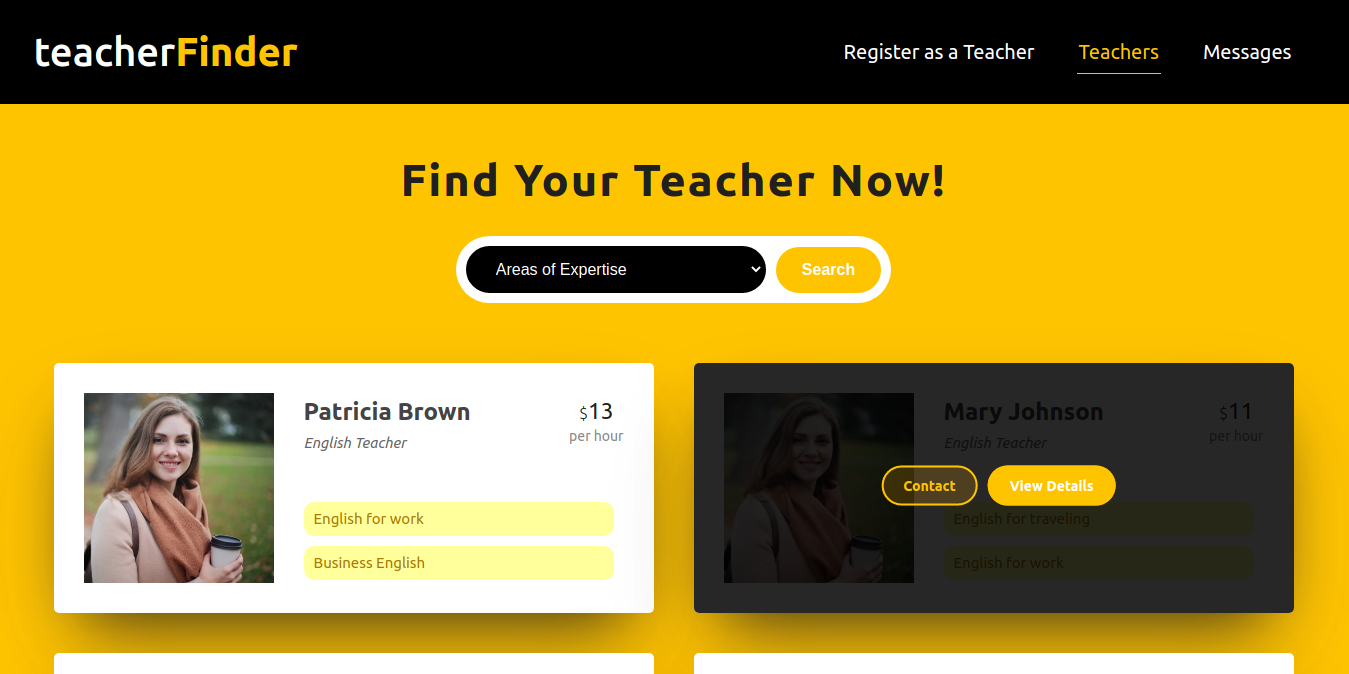 teacherFinder
Register as a Teacher
Teachers
Messages
Find Your Teacher Now!
Areas of Expertise
Search
Patricia Brown
$13
English Teacher
per hour
English for work
Business English
Mary Johnson
$11
English Teacher
per hour
Contact
View Details
English for traveling
English for work